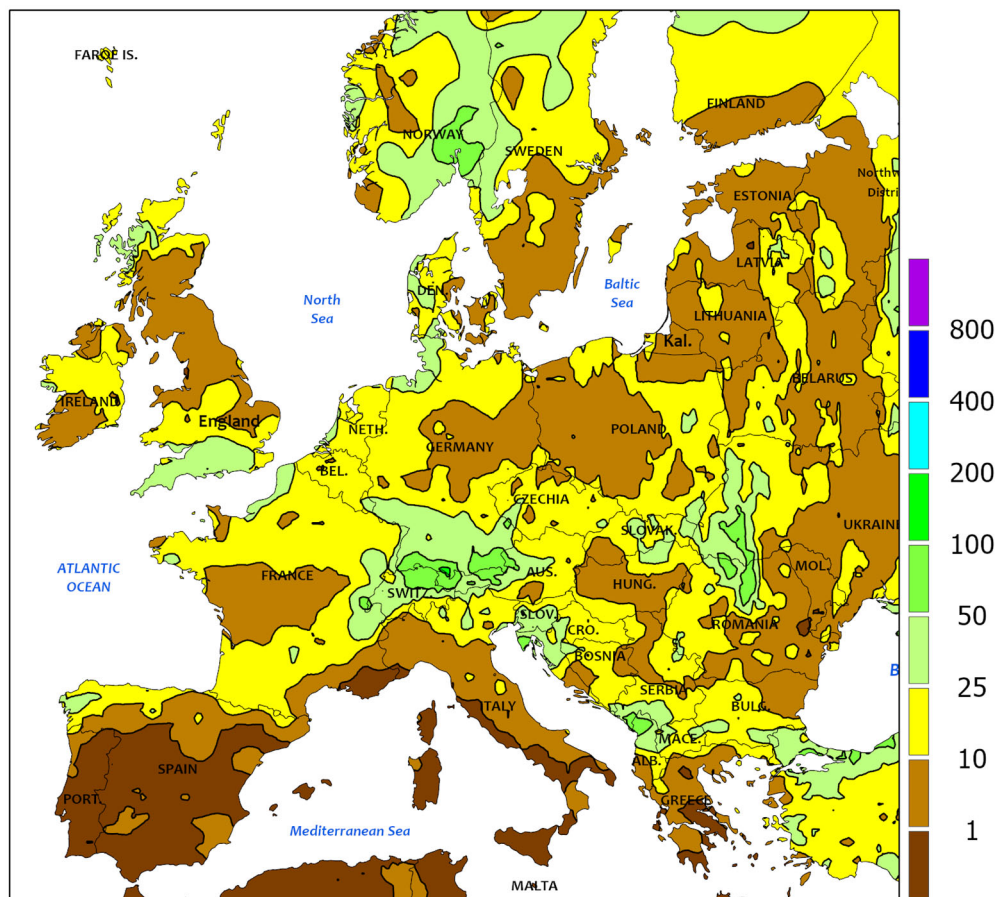 FAROE IS.
FINLAND
NORWAY
SWEDEN
Northw
Distri
ESTONIA
LATVIA
DEN.
Baltic
Sea
North
Sea
LITHUANIA
Kal.
BELARUS
IRELAND
England
NETH.
POLAND
GERMANY
BEL.
CZECHIA
SLOVAK.
UKRAINE
ATLANTIC
OCEAN
FRANCE
SWITZ.
AUS.
HUNG.
MOL.
SLOV.
CRO.
ROMANIA
BOSNIA
B
SERBIA
ITALY
BULG.
MACE.
ALB.
SPAIN
PORT.
GREECE
Mediterranean Sea
MALTA
800
400
200
100
50
25
10
1